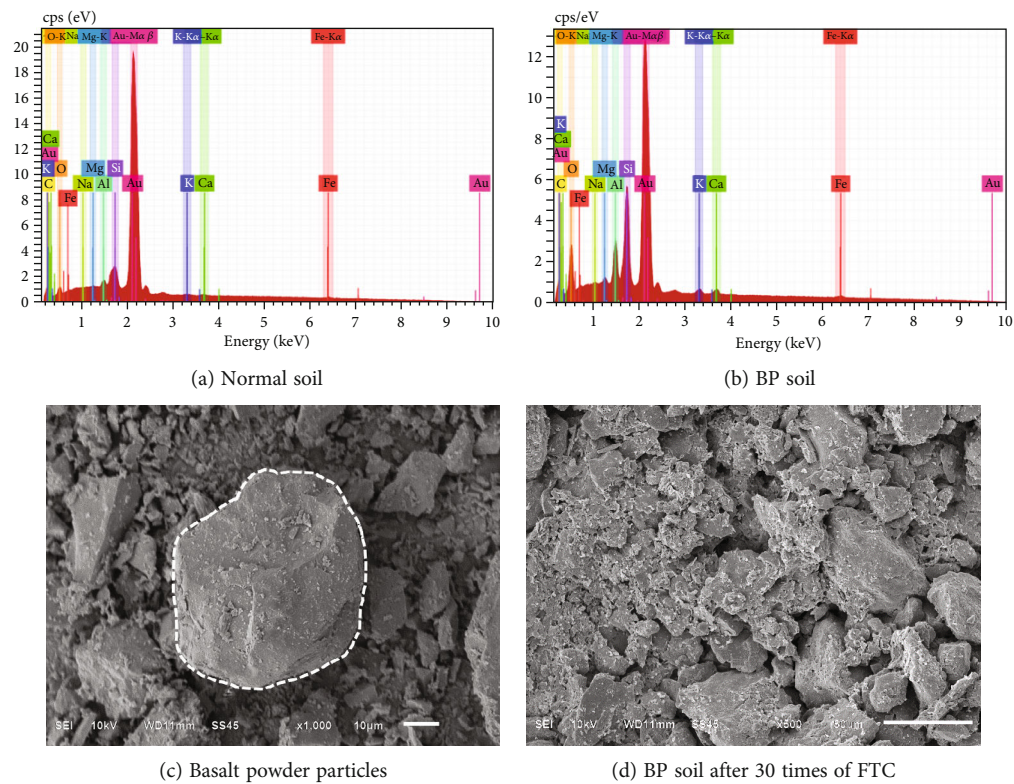 cps (eV)
O-K Na Mg-K Au-Mαβ K-Kα -Kα Fe-Kα
20
18
16
14
12
10
8
6
4
2
0
Ca
Au
K O Mg Si
C Na Al Au K Ca Fe Au
Fe
1 2 3 4 5 6 7 8 9 10
Energy (keV)
(a) Normal soil
cps/eV
O-K Na Mg-K Au-Mαβ K-Kα -Kα Fe-Kα
12
10
8
6
4
2
0
K
Ca
Au
K O Mg Si
C Na Al Au K Ca Fe Au
Fe
1 2 3 4 5 6 7 8 9 10
Energy (keV)
(b) BP soil
SEI 10kV WD11mm SS45 x1,000 10μm
(c) Basalt powder particles
SEI 10kV WD11mm SS45 x500 50μm
(d) BP soil after 30 times of FTC